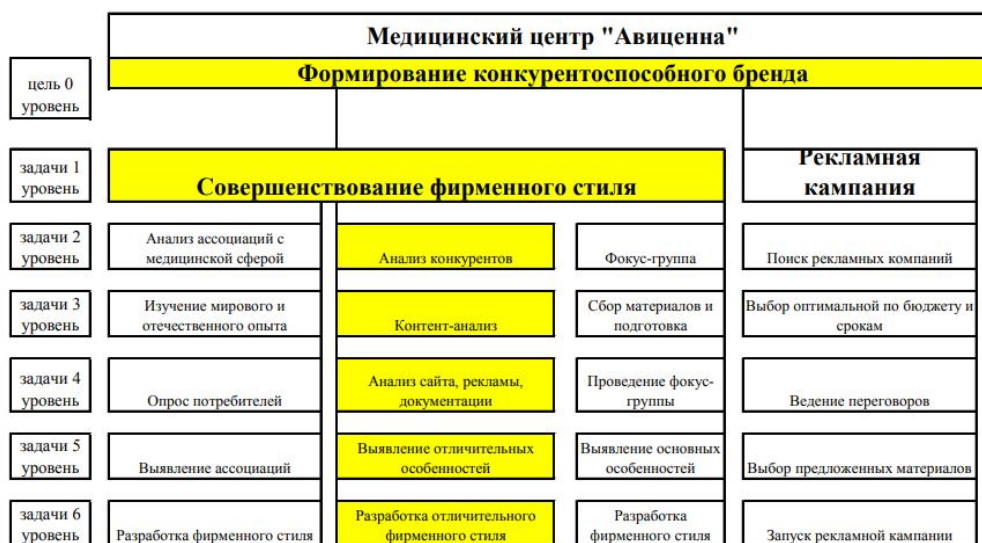 Медицинский центр "Авиценна"
цель 0
уровень
Формирование конкурентоспособного бренда
задачи 1
уровень
Совершенствование фирменного стиля
Рекламная
кампания
задачи 2
уровень
Анализ ассоциаций с
медицинской сферой
Анализ конкурентов
Фокус-группа
Поиск рекламных компаний
задачи 3
уровень
Изучение мирового и
отечественного опыта
Контент-анализ
Сбор материалов и
подготовка
Выбор оптимальной по бюджету и
срокам
задачи 4
уровень
Опрос потребителей
Анализ сайта, рекламы,
документации
Проведение фокус-
группы
Ведение переговоров
задачи 5
уровень
Выявление ассоциаций
Выявление отличительных
особенностей
Выявление основных
особенностей
Выбор предложенных материалов
задачи 6
уровень
Разработка фирменного стиля
Разработка отличительного
фирменного стиля
Разработка
фирменного стиля
Запуск рекламной кампании